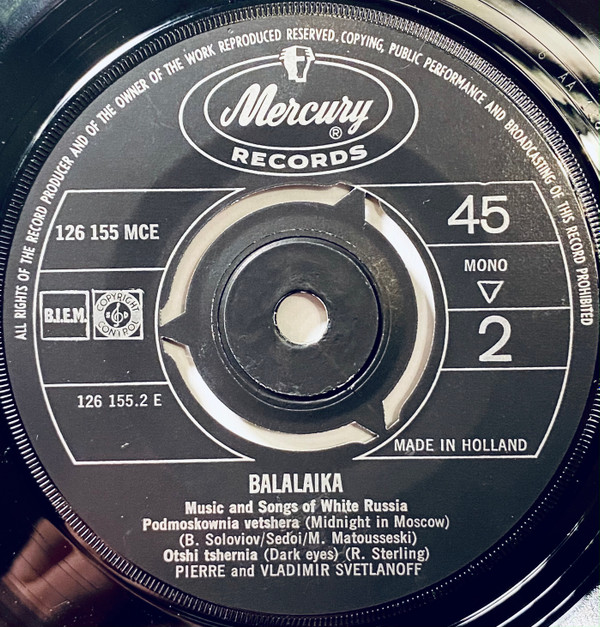 ALL RIGHTS OF THE RECORD PRODUCER AND OF THE OWNER OF THE WORK REPRODUCED RESERVED. COPYING, PUBLIC PERFORMANCE AND BROADCASTING OF THIS RECORD PROHIBITED
Mercury ®
RECORDS
126 155 MCE
45
B.I.E.M.
COPYRIGHT CONTROL
MONO
2
126 155.2 E
MADE IN HOLLAND
BALALAIKA
Music and Songs of White Russia
Podmoskownia vetshera (Midnight in Moscow)
(B. Soloviov/Sedoi/M. Matousseski)
Otshi tshernia (Dark eyes) (R. Sterling)
PIERRE and VLADIMIR SVETLANOFF